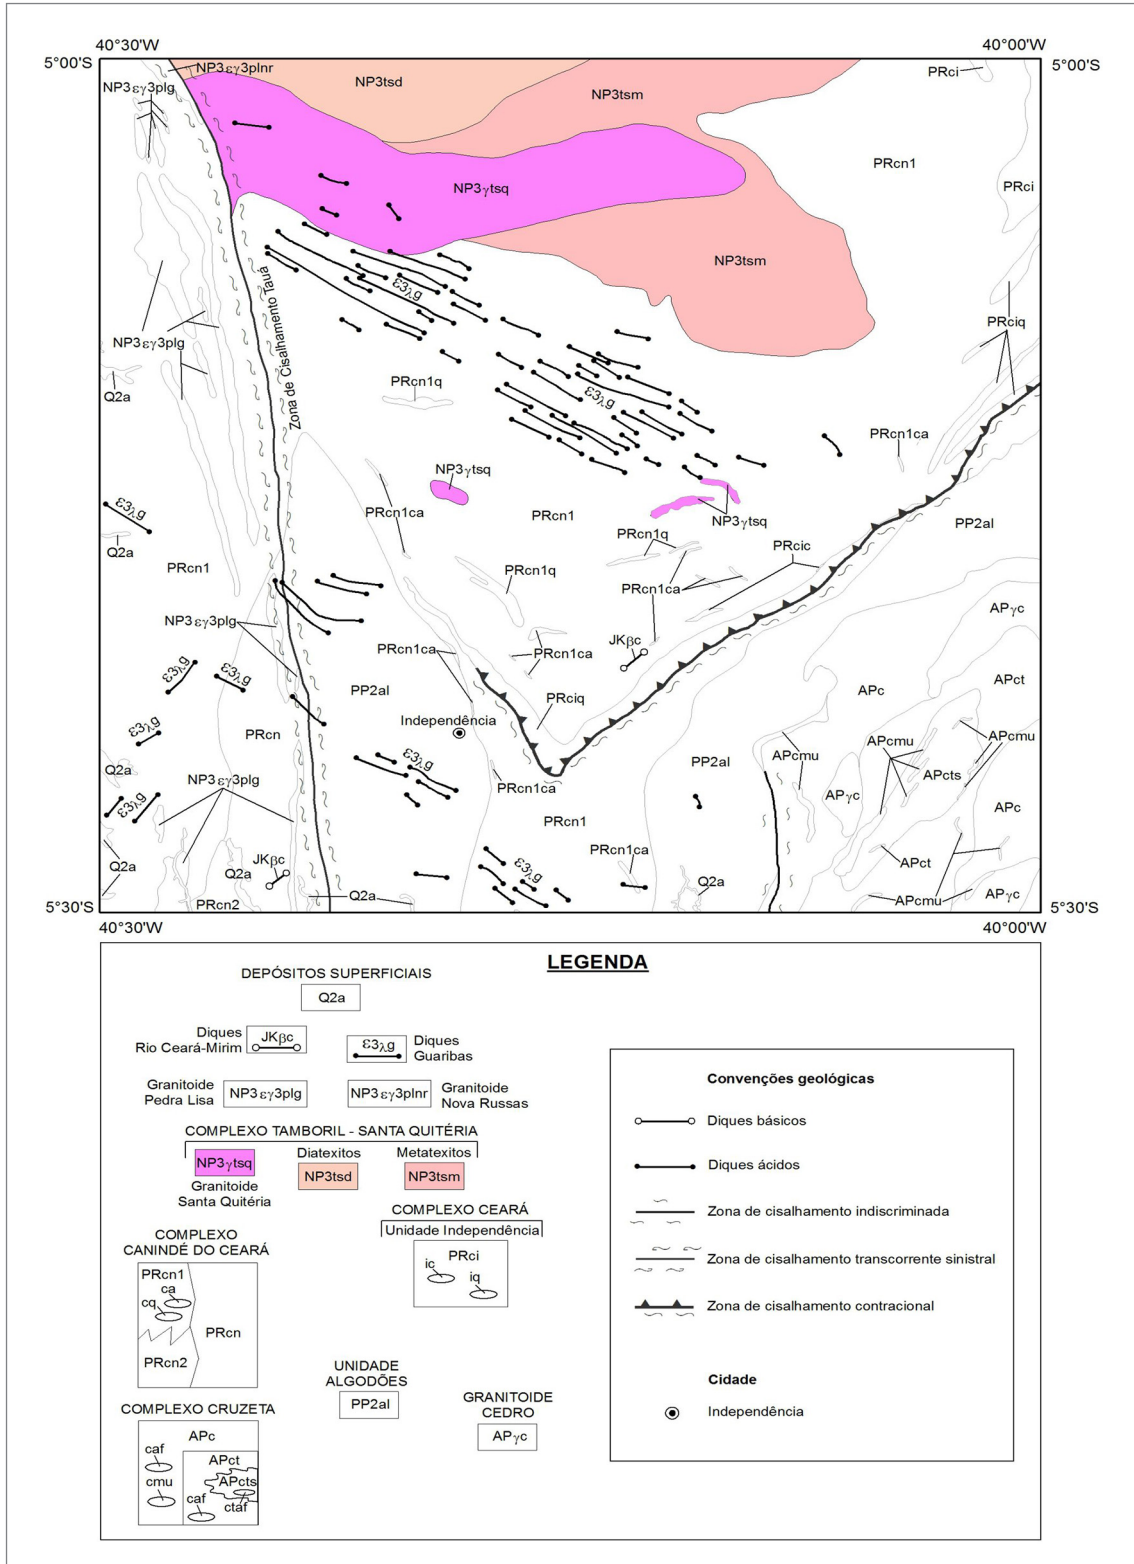 40°30'W
40°00'W
5°00'S
5°00'S
NP3εγ3plnr
NP3εγ3plg
NP3tsd
NP3tsm
PRci
PRcn1
PRci
NP3γtsq
NP3tsm
Zona de Cisalhamento Tauá
ε3λg
NP3εγ3plg
PRciq
Q2a
PRcn1q
ε3λg
PRcn1ca
NP3γtsq
ε3λg
PRcn1ca
PRcn1
NP3γtsq
PP2al
Q2a
PRcn1q
PRcic
PRcn1
PRcn1q
PRcn1ca
APγc
NP3εγ3plg
JKβc
PRcn1ca
PRcn1ca
ε3λg
ε3λg
PP2al
PRciq
APc
APct
Independência
ε3λg
PRcn
APcmu
APcmu
APcmu
ε3λg
PP2al
Q2a
NP3εγ3plg
APcts
PRcn1ca
APγc
APc
ε3λg
PRcn1
JKβc
PRcn1ca
APct
Q2a
Q2a
ε3λg
Q2a
Q2a
APγc
PRcn2
APcmu
5°30'S
5°30'S
40°30'W
40°00'W
LEGENDA
DEPÓSITOS SUPERFICIAIS
Q2a
Diques
Rio Ceará-Mirim
JKβc
ε3λg
Diques
Guaribas
Granitoide
Pedra Lisa
NP3εγ3plg
NP3εγ3plnr
Granitoide
Nova Russas
COMPLEXO TAMBORIL - SANTA QUITÉRIA
NP3γtsq
Granitoide
Santa Quitéria
Diatexitos
NP3tsd
Metatexitos
NP3tsm
COMPLEXO CEARÁ
Unidade Independência
PRci
ic
iq
COMPLEXO
CANINDÉ DO CEARÁ
PRcn1
ca
cq
PRcn
PRcn2
UNIDADE
ALGODÕES
PP2al
GRANITOIDE
CEDRO
APγc
COMPLEXO CRUZETA
APc
caf
APct
cmu
APcts
caf
ctaf
Convenções geológicas
Diques básicos
Diques ácidos
Zona de cisalhamento indiscriminada
Zona de cisalhamento transcorrente sinistral
Zona de cisalhamento contracional
Cidade
Independência